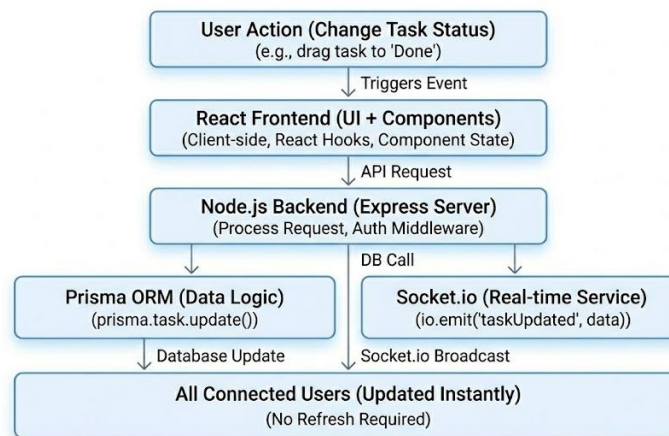 User Action (Change Task Status)
(e.g., drag task to 'Done')
Triggers Event
React Frontend (UI + Components)
(Client-side, React Hooks, Component State)
API Request
Node.js Backend (Express Server)
(Process Request, Auth Middleware)
DB Call
Prisma ORM (Data Logic)
(prisma.task.update())
Socket.io (Real-time Service)
(io.emit('taskUpdated', data))
Database Update
Socket.io Broadcast
All Connected Users (Updated Instantly)
(No Refresh Required)